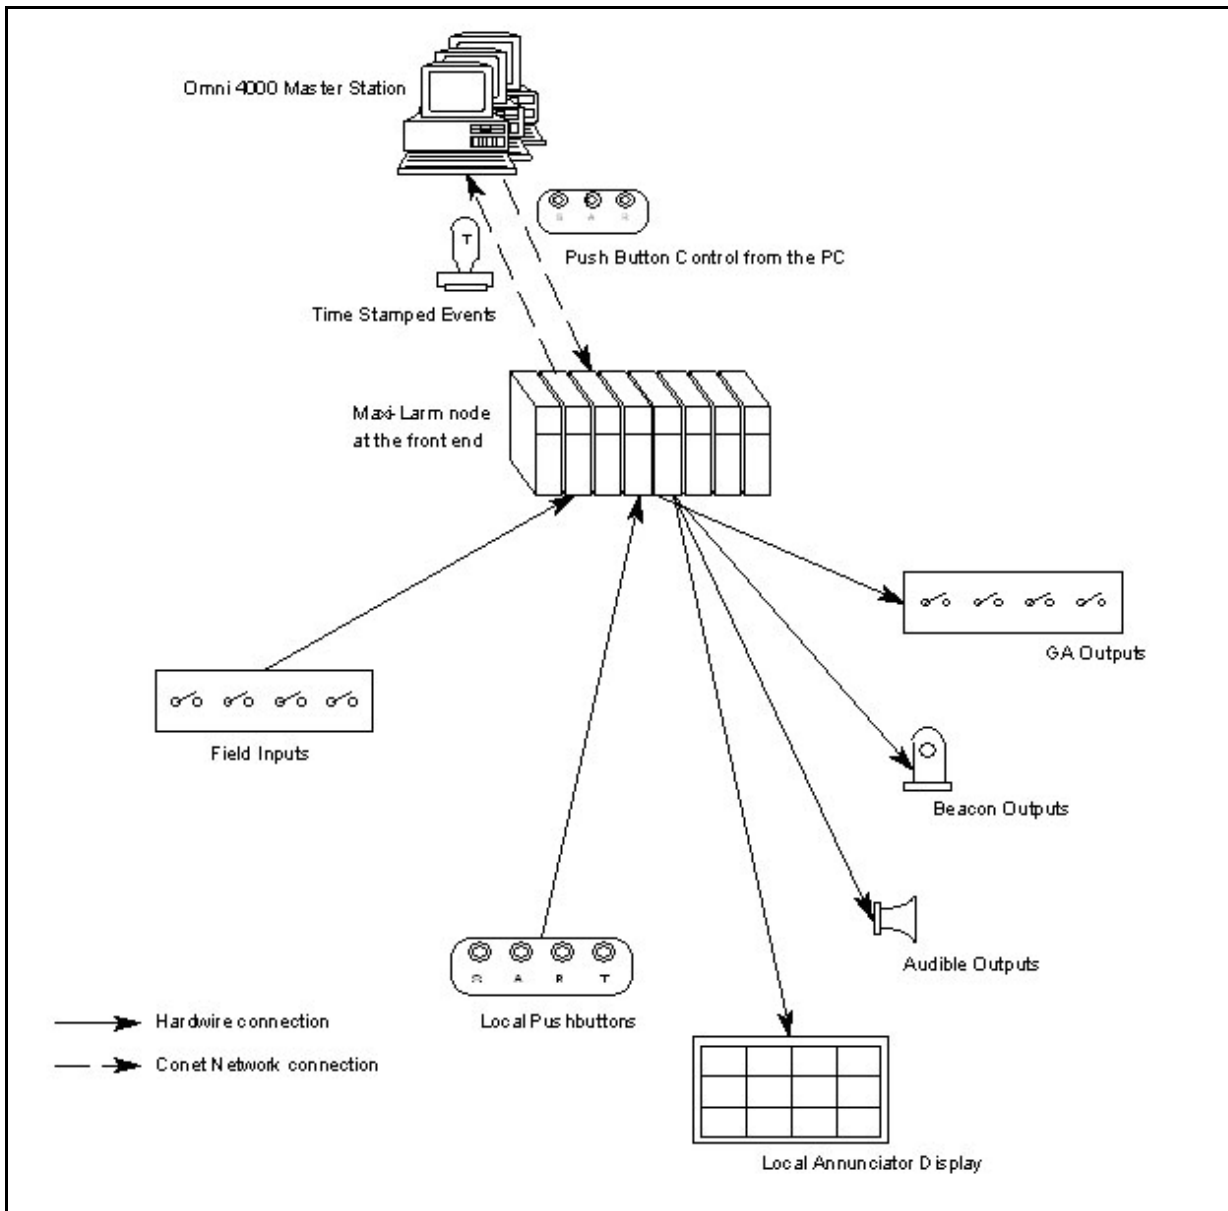 Omni 4000 Master Station
S A R
Push Button Control from the PC
T
Time Stamped Events
Maxi-Larm node
at the front end
GA Outputs
Field Inputs
Beacon Outputs
Audible Outputs
S A R T
Local Pushbuttons
Hardwire connection
Conet Network connection
Local Annunciator Display